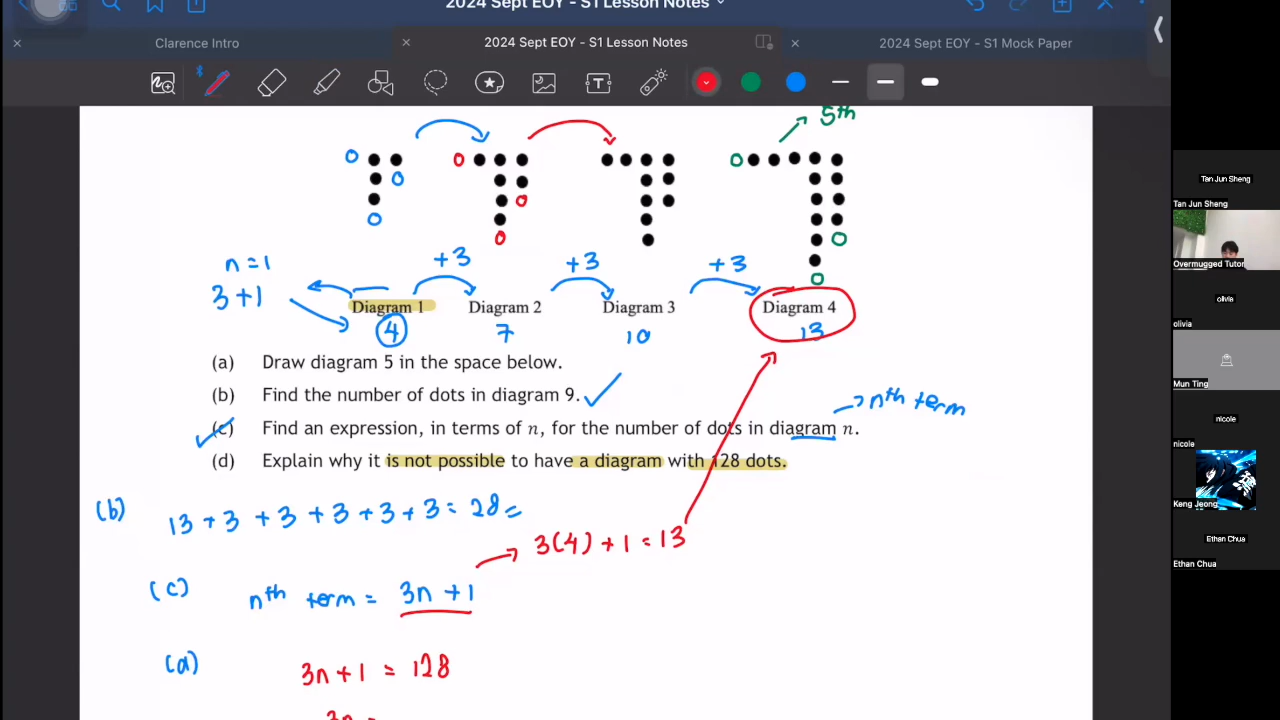 2024 Sept EOY - S1 Lesson Notes
Clarence Intro
2024 Sept EOY - S1 Lesson Notes
2024 Sept EOY - S1 Mock Paper
5th
n = 1
3 + 1
+3
+3
+3
Diagram 1
Diagram 2
Diagram 3
Diagram 4
4
7
10
13
(a) Draw diagram 5 in the space below.
(b) Find the number of dots in diagram 9.
nth term
(c) Find an expression, in terms of n, for the number of dots in diagram n.
(d) Explain why it is not possible to have a diagram with 128 dots.
(b) 13 + 3 + 3 + 3 + 3 + 3 = 28
3(4) + 1 = 13
(c) nth term = 3n + 1
(d) 3n + 1 = 128
3n =
Tan Jun Sheng
Tan Jun Sheng
Overmugged Tutor
olivia
olivia
Mun Ting
nicole
nicole
Keng Jeong
Ethan Chua
Ethan Chua